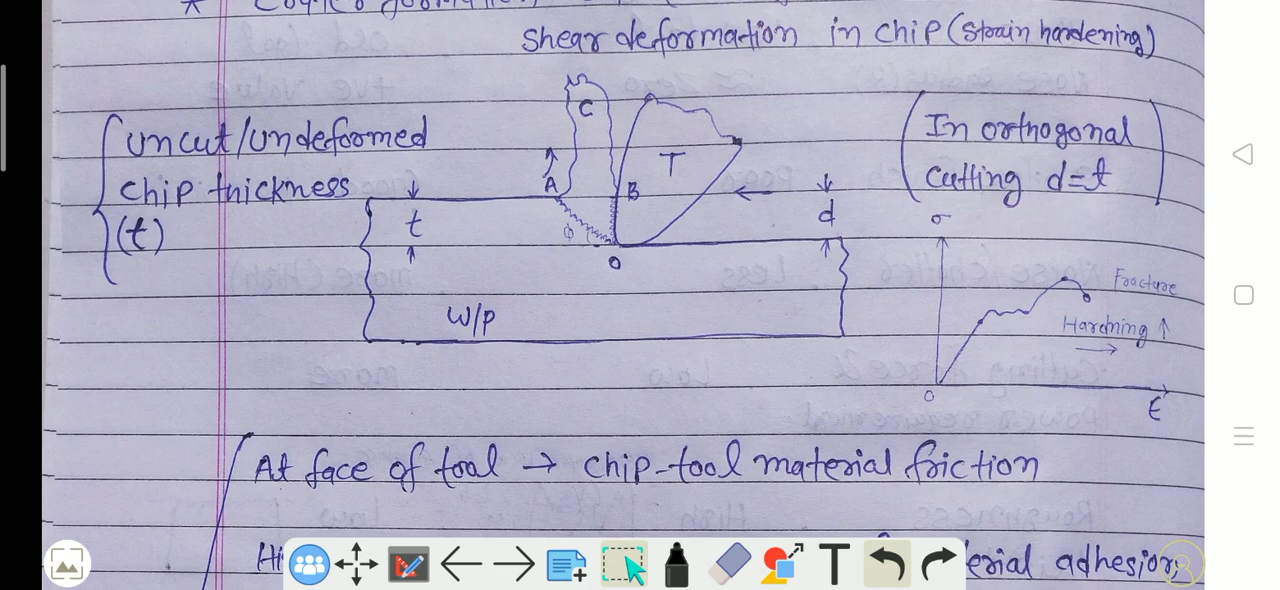 shear deformation in chip (strain hardening)
uncut/undeformed
chip thickness
(t)
C
T
A
B
t
φ
O
d
W/P
In orthogonal
cutting d=t
σ
Fracture
Hardning ↑
→
O
ε
At face of tool → chip-tool material friction
Hi
erial adhesion,
T